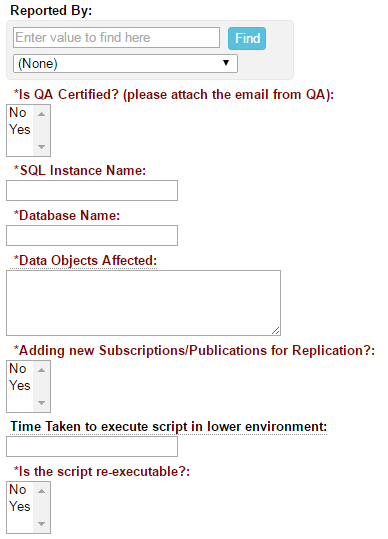 Reported By:
Enter value to find here Find
(None)
*Is QA Certified? (please attach the email from QA):
No
Yes
*SQL Instance Name:
*Database Name:
*Data Objects Affected:
*Adding new Subscriptions/Publications for Replication?:
No
Yes
Time Taken to execute script in lower environment:
*Is the script re-executable?:
No
Yes